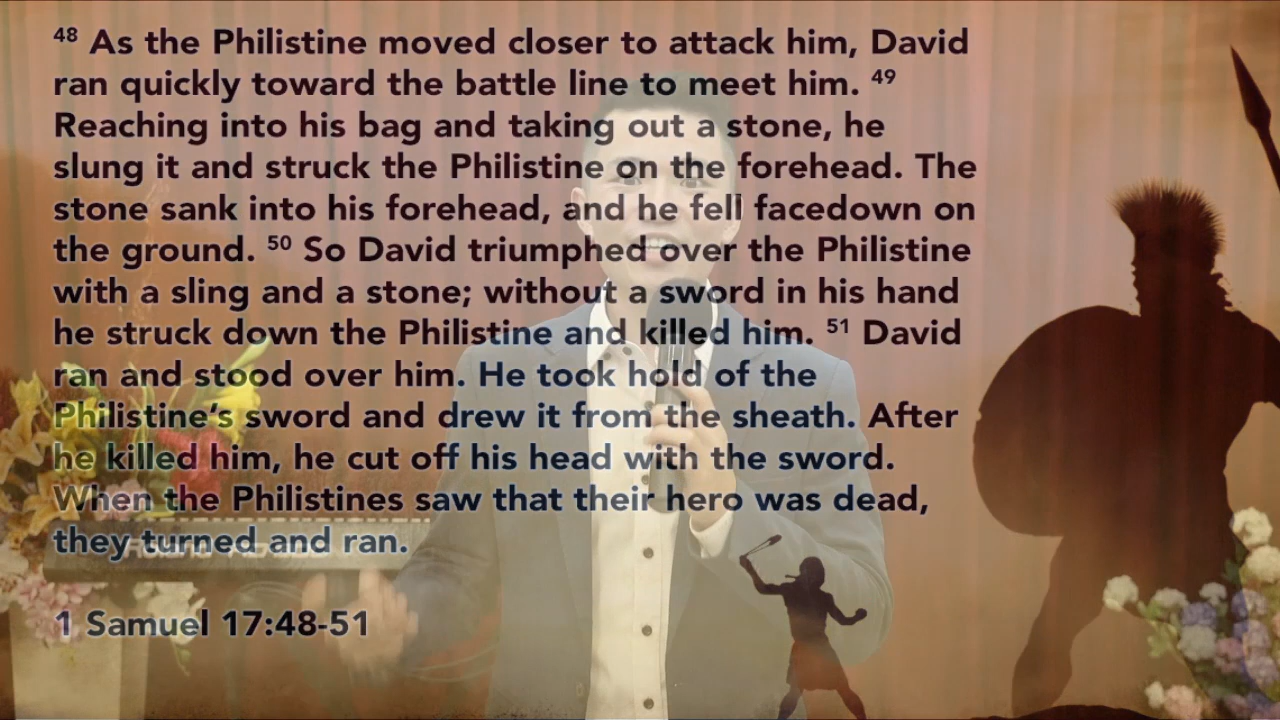 48 As the Philistine moved closer to attack him, David
ran quickly toward the battle line to meet him. 49
Reaching into his bag and taking out a stone, he
slung it and struck the Philistine on the forehead. The
stone sank into his forehead, and he fell facedown on
the ground. 50 So David triumphed over the Philistine
with a sling and a stone; without a sword in his hand
he struck down the Philistine and killed him. 51 David
ran and stood over him. He took hold of the
Philistine’s sword and drew it from the sheath. After
he killed him, he cut off his head with the sword.
When the Philistines saw that their hero was dead,
they turned and ran.
1 Samuel 17:48-51